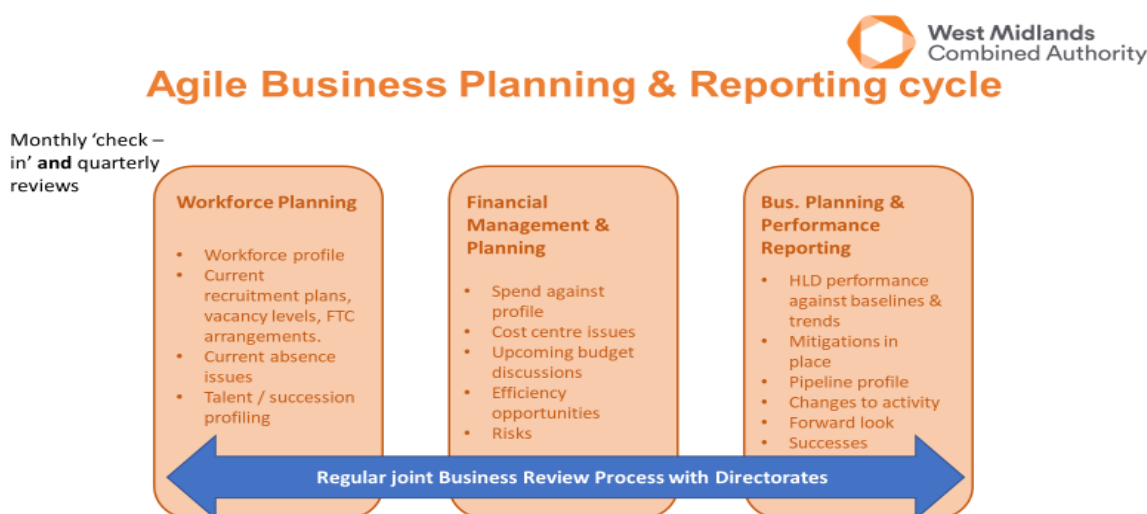 West Midlands
Combined Authority
Agile Business Planning & Reporting cycle
Monthly ‘check –
in’ and quarterly
reviews
Workforce Planning
• Workforce profile
• Current
recruitment plans,
vacancy levels, FTC
arrangements.
• Current absence
issues
• Talent / succession
profiling
Financial
Management &
Planning
• Spend against
profile
• Cost centre issues
• Upcoming budget
discussions
• Efficiency
opportunities
• Risks
Bus. Planning &
Performance
Reporting
• HLD performance
against baselines &
trends
• Mitigations in
place
• Pipeline profile
• Changes to activity
• Forward look
• Successes
Regular joint Business Review Process with Directorates